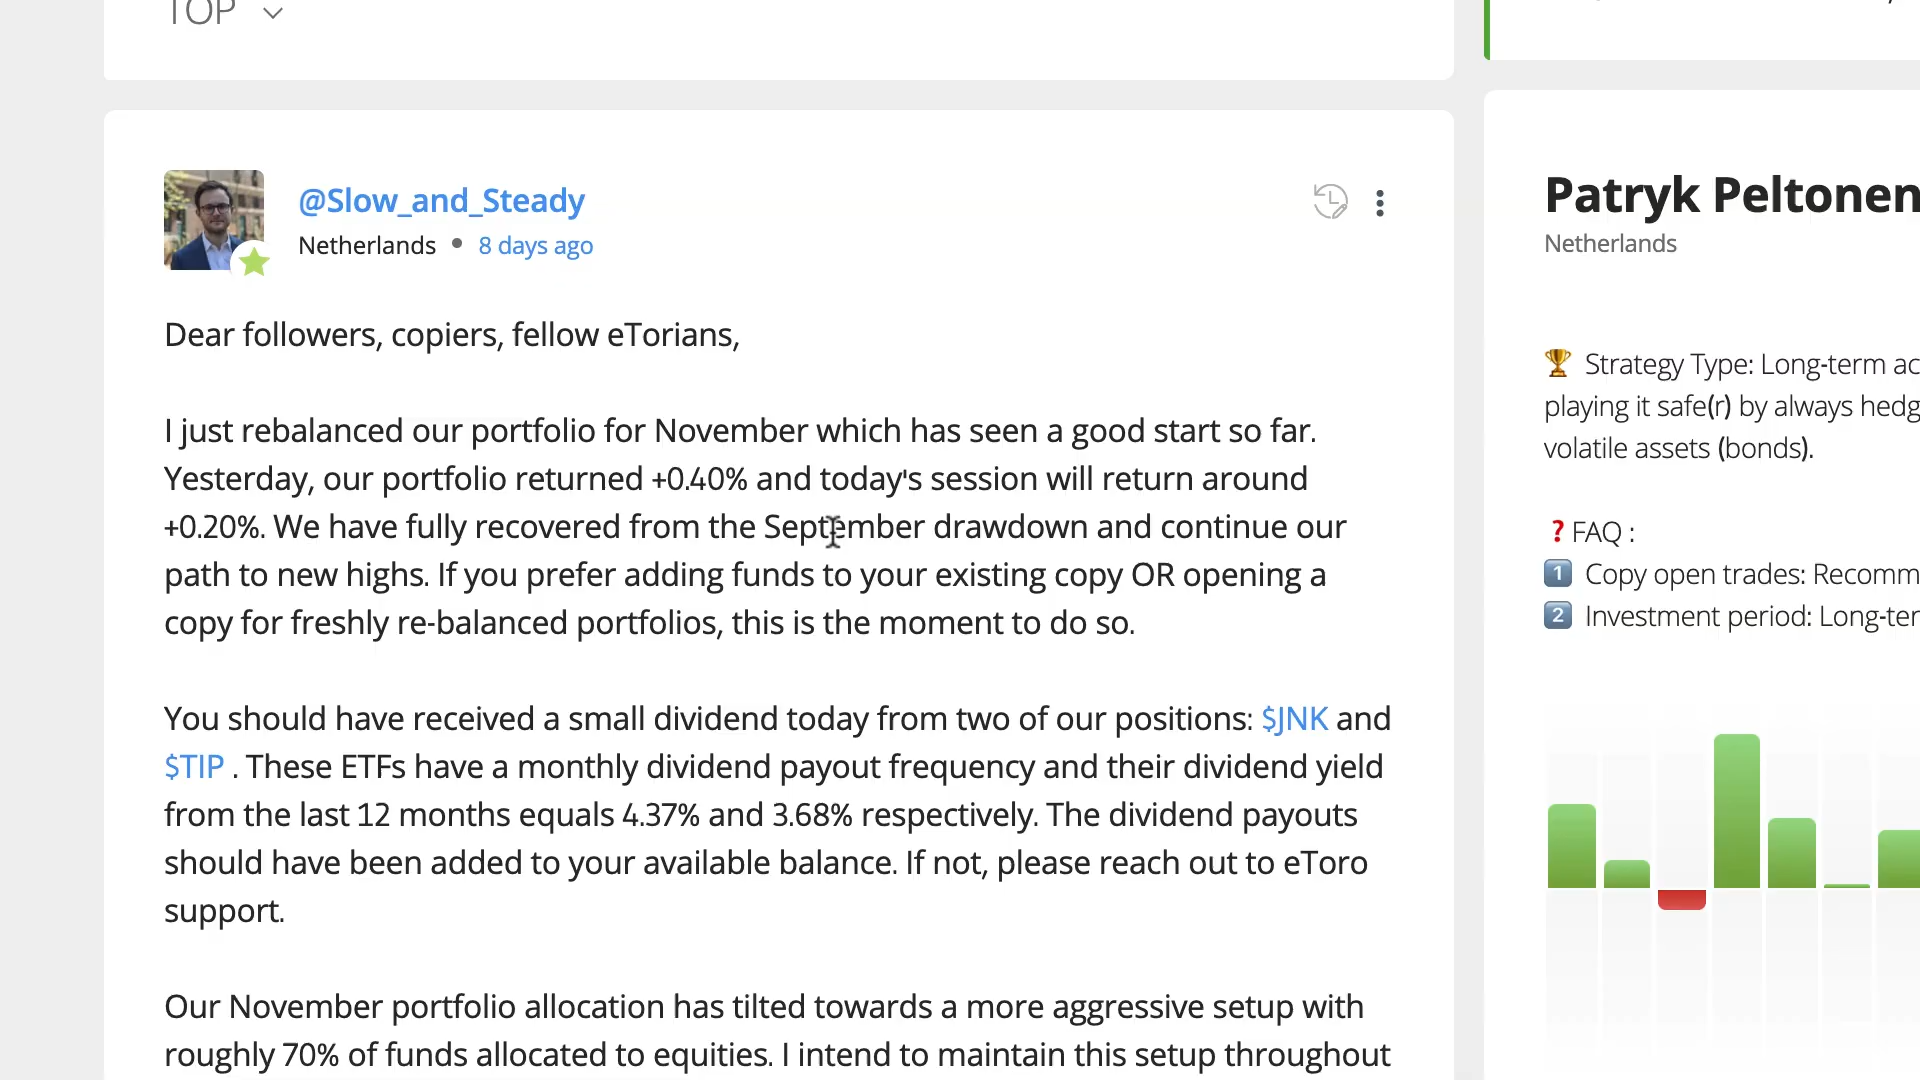 TOP
@Slow_and_Steady
Netherlands • 8 days ago
Dear followers, copiers, fellow eTorians,
I just rebalanced our portfolio for November which has seen a good start so far.
Yesterday, our portfolio returned +0.40% and today's session will return around
+0.20%. We have fully recovered from the September drawdown and continue our
path to new highs. If you prefer adding funds to your existing copy OR opening a
copy for freshly re-balanced portfolios, this is the moment to do so.
You should have received a small dividend today from two of our positions: $JNK and
$TIP . These ETFs have a monthly dividend payout frequency and their dividend yield
from the last 12 months equals 4.37% and 3.68% respectively. The dividend payouts
should have been added to your available balance. If not, please reach out to eToro
support.
Our November portfolio allocation has tilted towards a more aggressive setup with
roughly 70% of funds allocated to equities. I intend to maintain this setup throughout
Patryk Peltonen
Netherlands
🏆 Strategy Type: Long-term ac
playing it safe(r) by always hedg
volatile assets (bonds).
❓FAQ :
1️⃣ Copy open trades: Recomm
2️⃣ Investment period: Long-ter